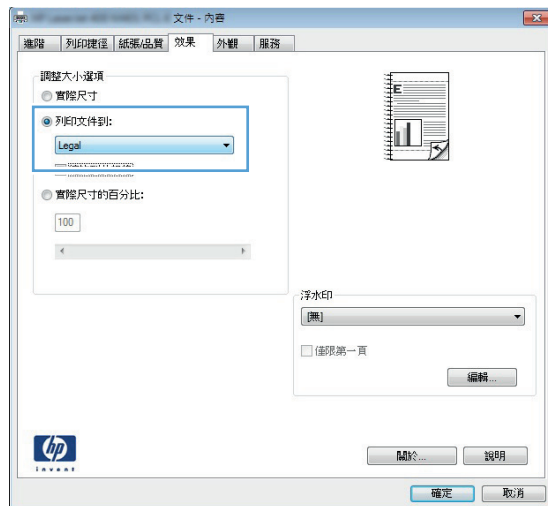 文件 - 內容
進階 列印捷徑 紙張/品質 效果 外觀 服務
調整大小選項
實際尺寸
列印文件到:
Legal
實際尺寸的百分比:
100
E
浮水印
[無]
僅限第一頁
編輯...
hp
invent
關於... 說明
確定 取消